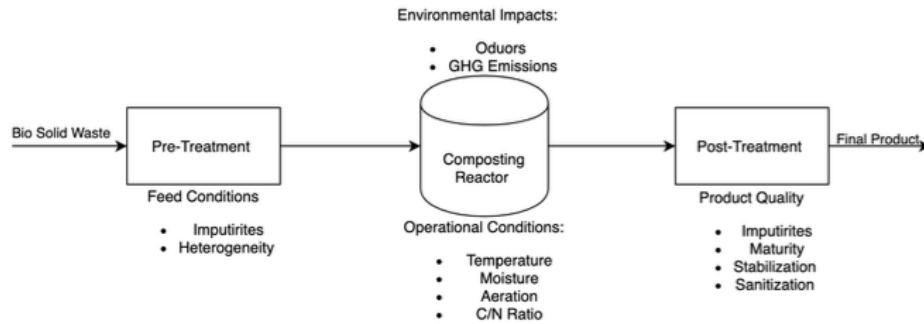 Environmental Impacts:
Oduors
GHG Emissions
Bio Solid Waste
Pre-Treatment
Composting
Reactor
Post-Treatment
Final Product
Feed Conditions
Imputirites
Heterogeneity
Operational Conditions:
Temperature
Moisture
Aeration
C/N Ratio
Product Quality
Imputirites
Maturity
Stabilization
Sanitization